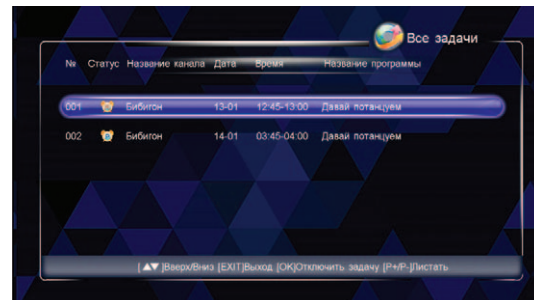 Все задачи
№ Статус Название канала Дата Время Название программы
001 Бибигон 13-01 12:45-13:00 Давай потанцуем
002 Бибигон 14-01 03:45-04:00 Давай потанцуем
[ ▲▼ ]Вверх/Вниз [EXIT]Выход [OK]Отключить задачу [P+/P-]Листать